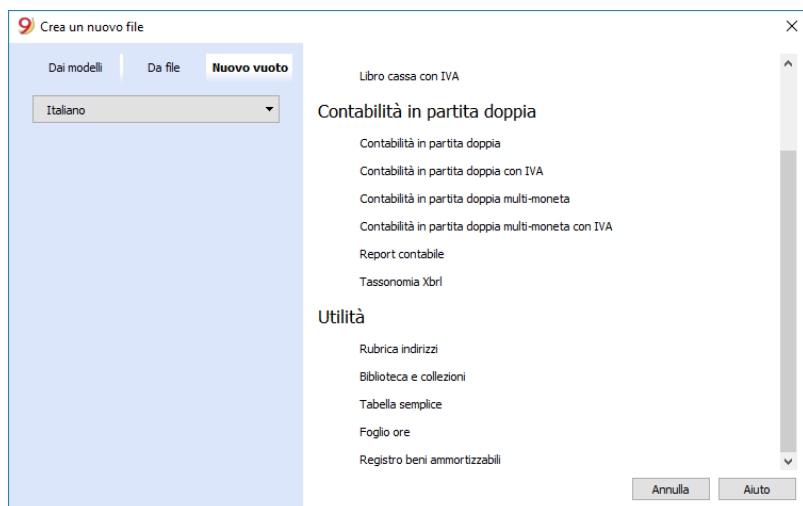 9 Crea un nuovo file
Dai modelli Da file Nuovo vuoto
Italiano
Libro cassa con IVA
Contabilità in partita doppia
Contabilità in partita doppia
Contabilità in partita doppia con IVA
Contabilità in partita doppia multi-moneta
Contabilità in partita doppia multi-moneta con IVA
Report contabile
Tassonomia Xbrl
Utilità
Rubrica indirizzi
Biblioteca e collezioni
Tabella semplice
Foglio ore
Registro beni ammortizzabili
Annulla Aiuto